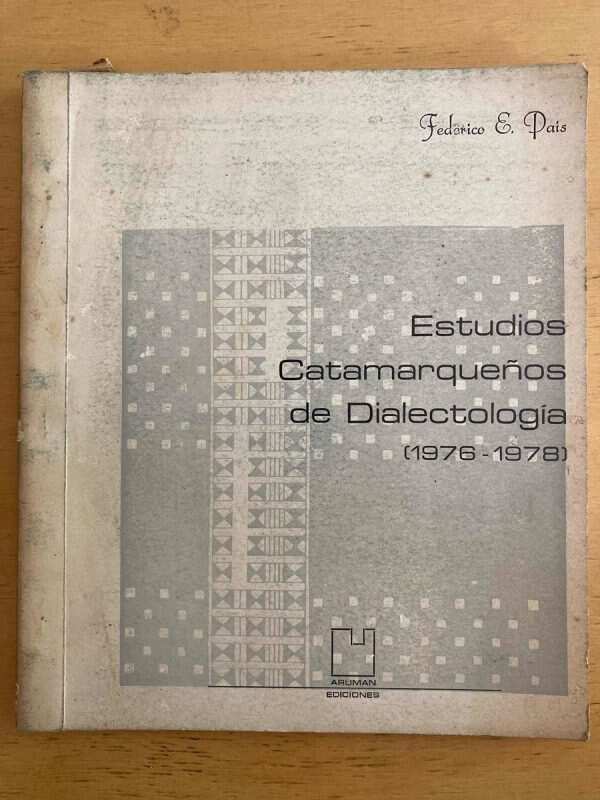 Federico E. Pais
Estudios
Catamarqueños
de Dialectología
(1976-1978)
ARUMAN
EDICIONES